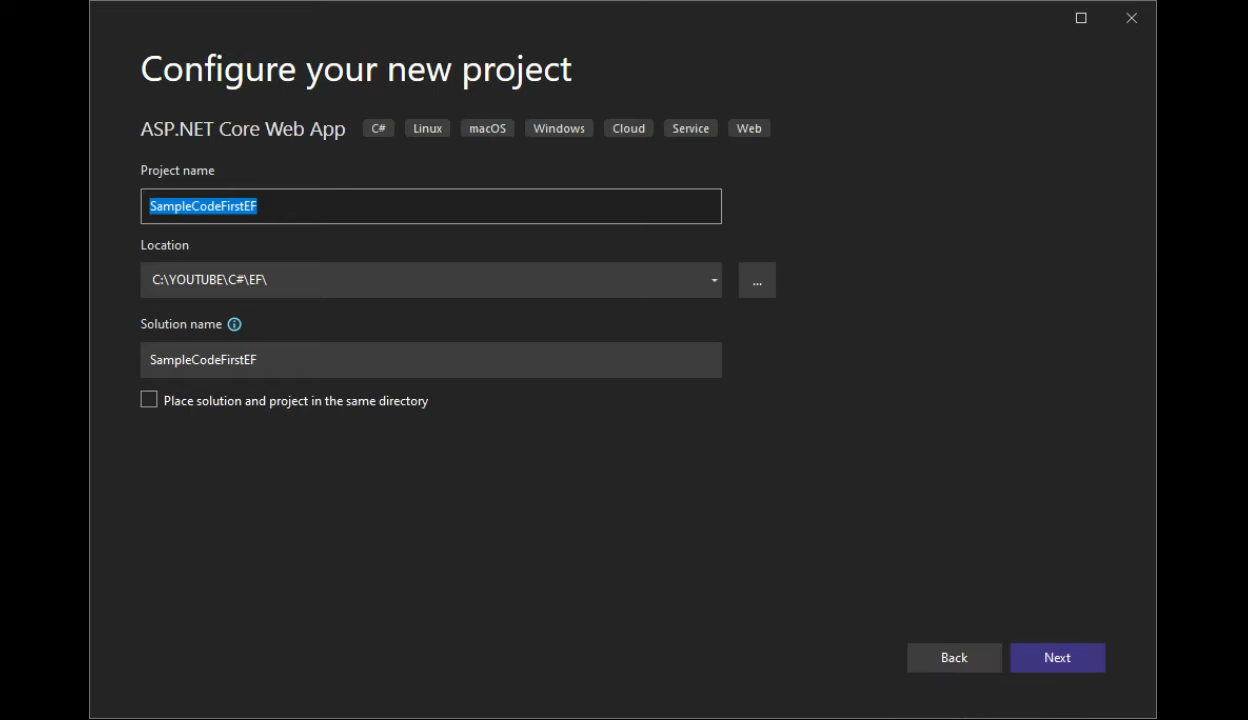 Configure your new project
ASP.NET Core Web App C# Linux macOS Windows Cloud Service Web
Project name
SampleCodeFirstEF
Location
C:\YOUTUBE\C#\EF\
...
Solution name
SampleCodeFirstEF
Place solution and project in the same directory
Back Next